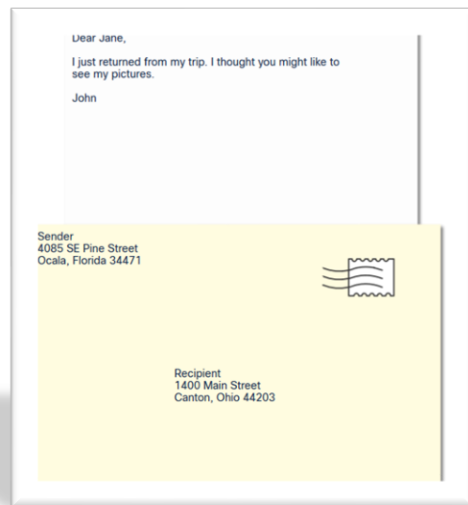 Dear Jane,
I just returned from my trip. I thought you might like to
see my pictures.
John
Sender
4085 SE Pine Street
Ocala, Florida 34471
Recipient
1400 Main Street
Canton, Ohio 44203